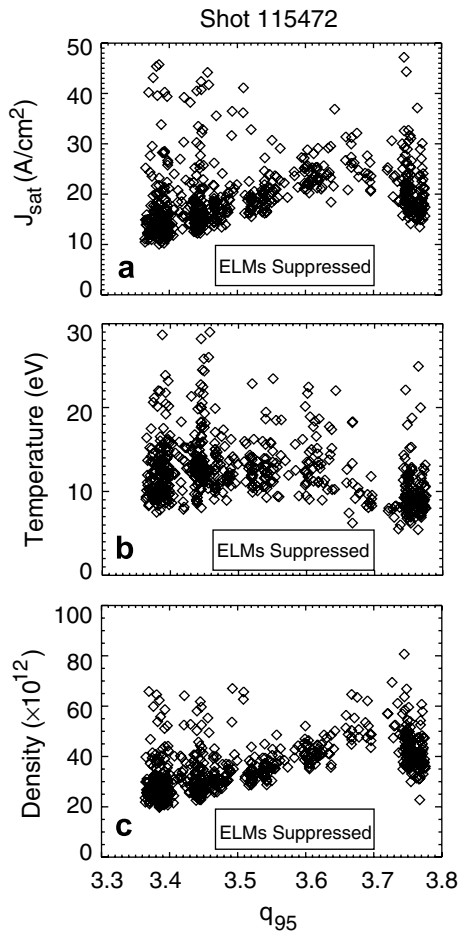 Shot 115472
50
40
30
20
10
0
J_sat (A/cm²)
a
ELMs Suppressed
30
20
10
0
Temperature (eV)
b
ELMs Suppressed
100
80
60
40
20
0
Density (×10¹²)
c
ELMs Suppressed
3.3 3.4 3.5 3.6 3.7 3.8
q₉₅